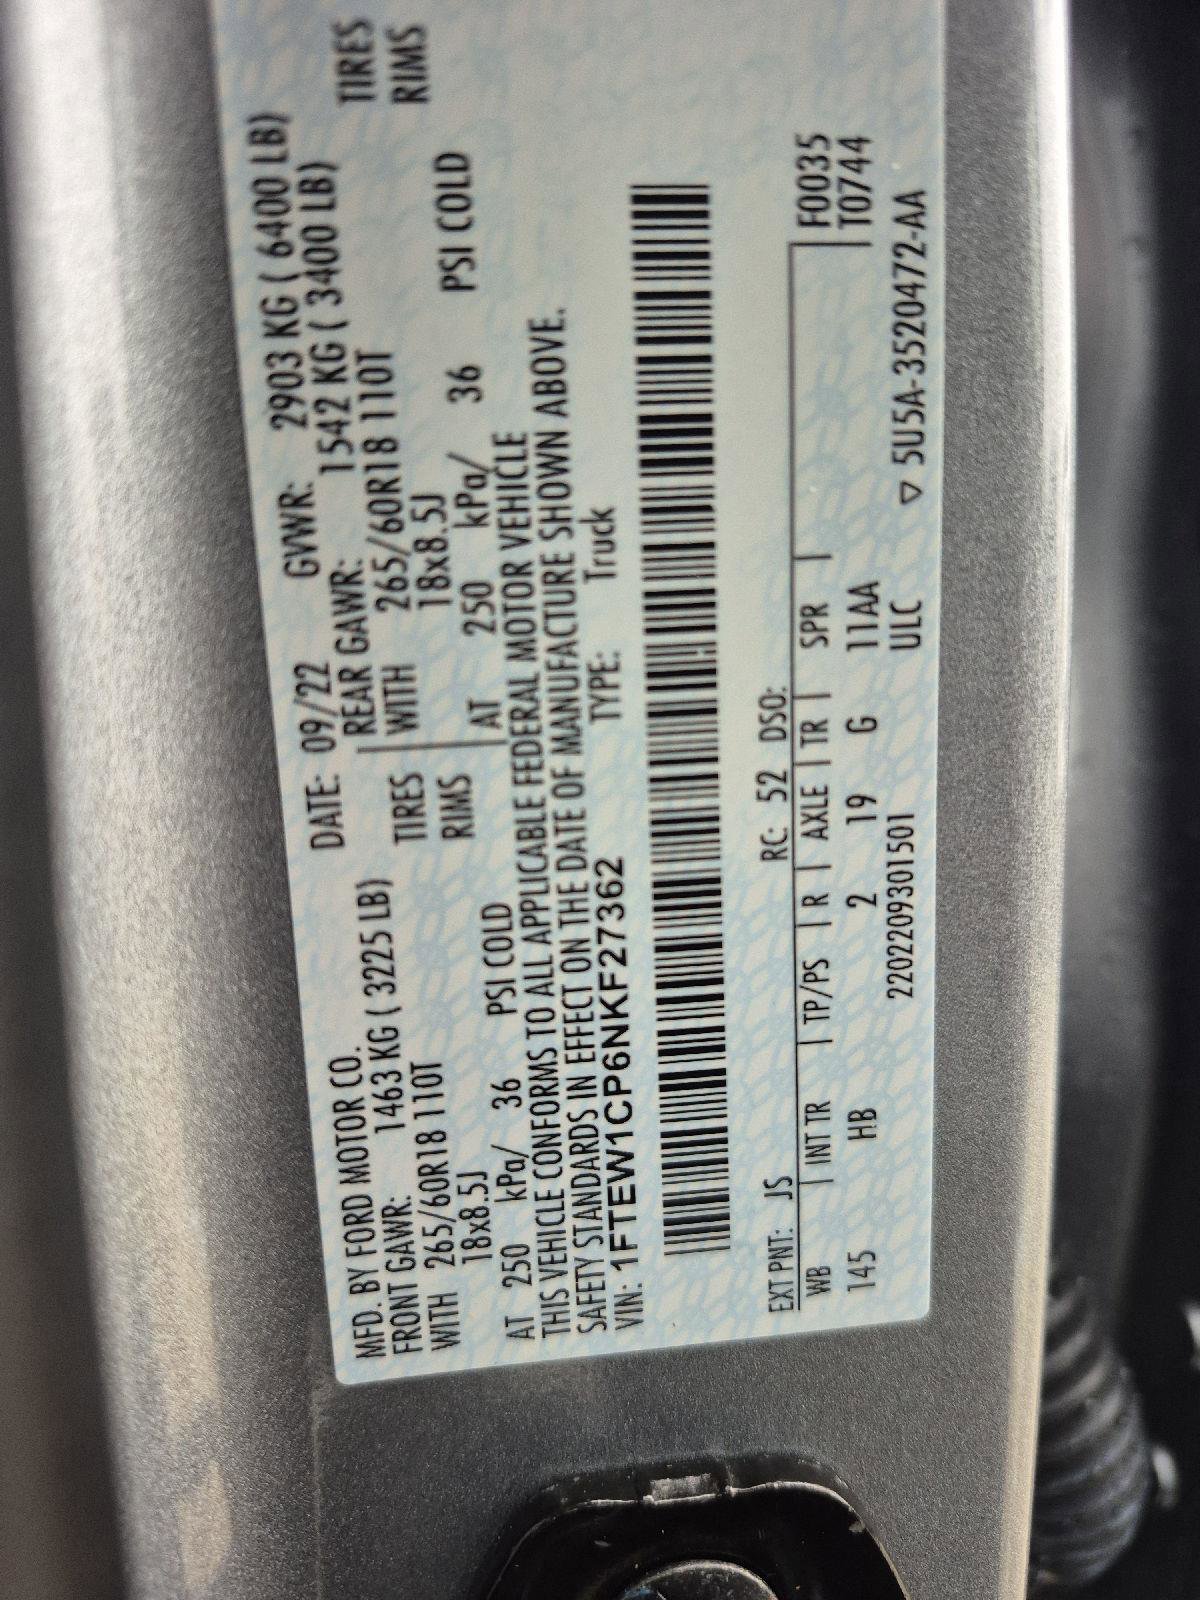 MFD. BY FORD MOTOR CO. DATE: 09/22 GVWR: 2903 KG ( 6400 LB)
FRONT GAWR: 1463 KG ( 3225 LB) REAR GAWR: 1542 KG ( 3400 LB)
WITH 265/60R18 110T TIRES WITH 265/60R18 110T TIRES
18x8.5J RIMS 18x8.5J RIMS
AT 250 kPa/ 36 PSI COLD AT 250 kPa/ 36 PSI COLD
THIS VEHICLE CONFORMS TO ALL APPLICABLE FEDERAL MOTOR VEHICLE
SAFETY STANDARDS IN EFFECT ON THE DATE OF MANUFACTURE SHOWN ABOVE.
VIN: 1FTEW1CP6NKF27362 TYPE: Truck
EXT PNT: JS RC: 52 DSO: F0035
WB INT TR TP/PS R AXLE TR SPR T0744
145 HB 2 19 G 11AA
2202209301501 ULC ▽ 5U5A-3520472-AA